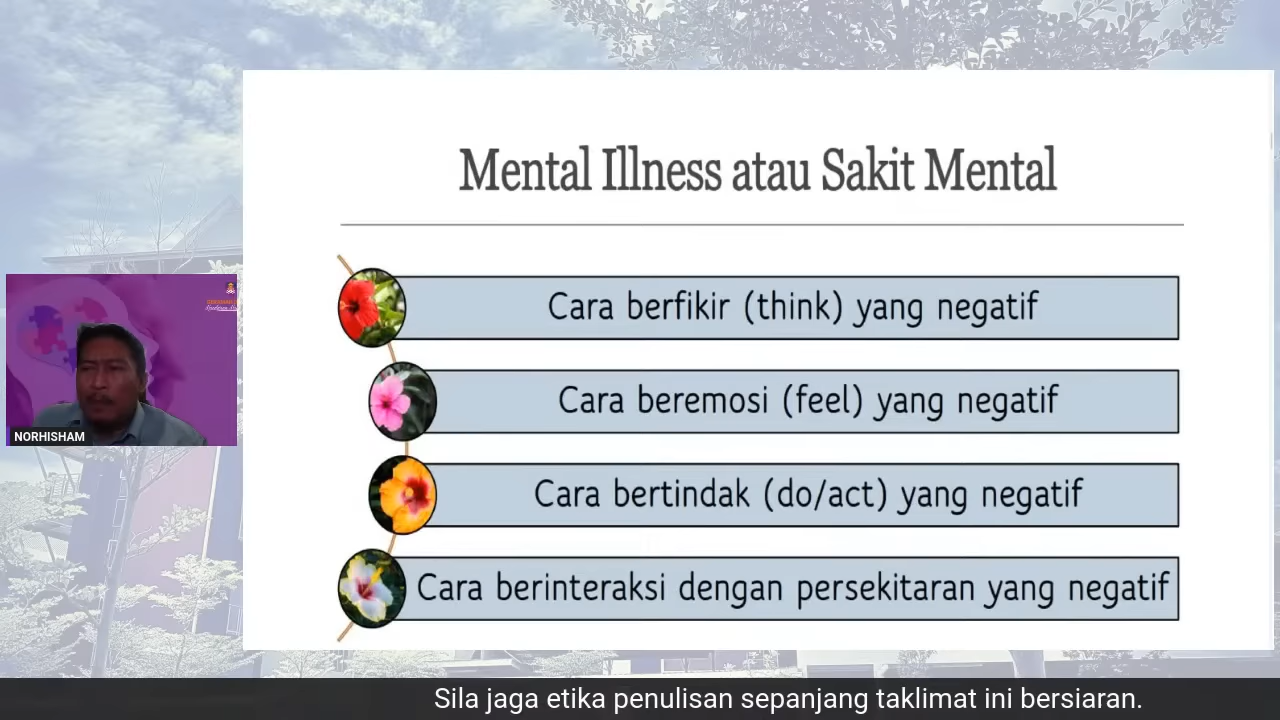 Mental Illness atau Sakit Mental
Cara berfikir (think) yang negatif
Cara beremosi (feel) yang negatif
Cara bertindak (do/act) yang negatif
Cara berinteraksi dengan persekitaran yang negatif
NORHISHAM
Sila jaga etika penulisan sepanjang taklimat ini bersiaran.